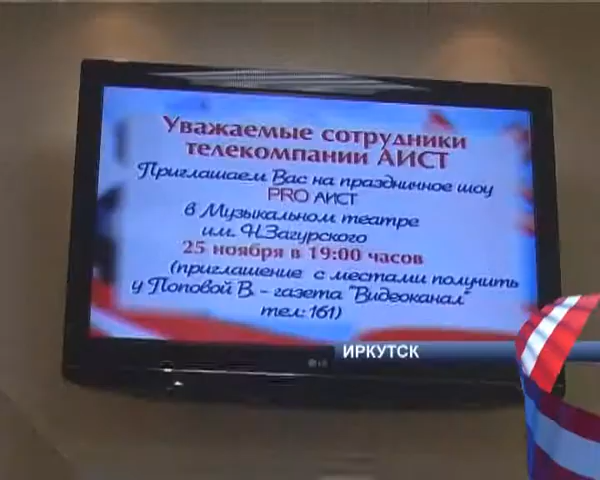 Уважаемые сотрудники
телекомпании АИСТ
Приглашаем Вас на праздничное шоу
PRO АИСТ
в Музыкальном театре
им. Н.Загурского
25 ноября в 19:00 часов
(приглашение с местами получить
у Поповой В. - газета "Видеоканал"
тел: 161)
ИРКУТСК
LG